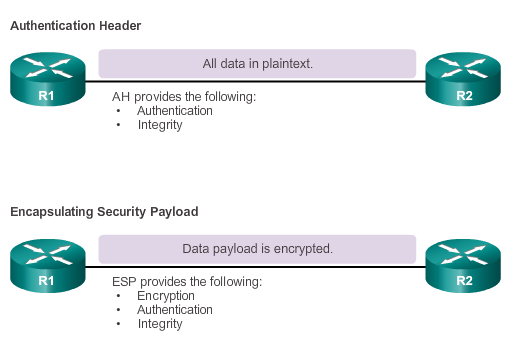 Authentication Header
All data in plaintext.
R1
R2
AH provides the following:
• Authentication
• Integrity
Encapsulating Security Payload
Data payload is encrypted.
R1
R2
ESP provides the following:
• Encryption
• Authentication
• Integrity